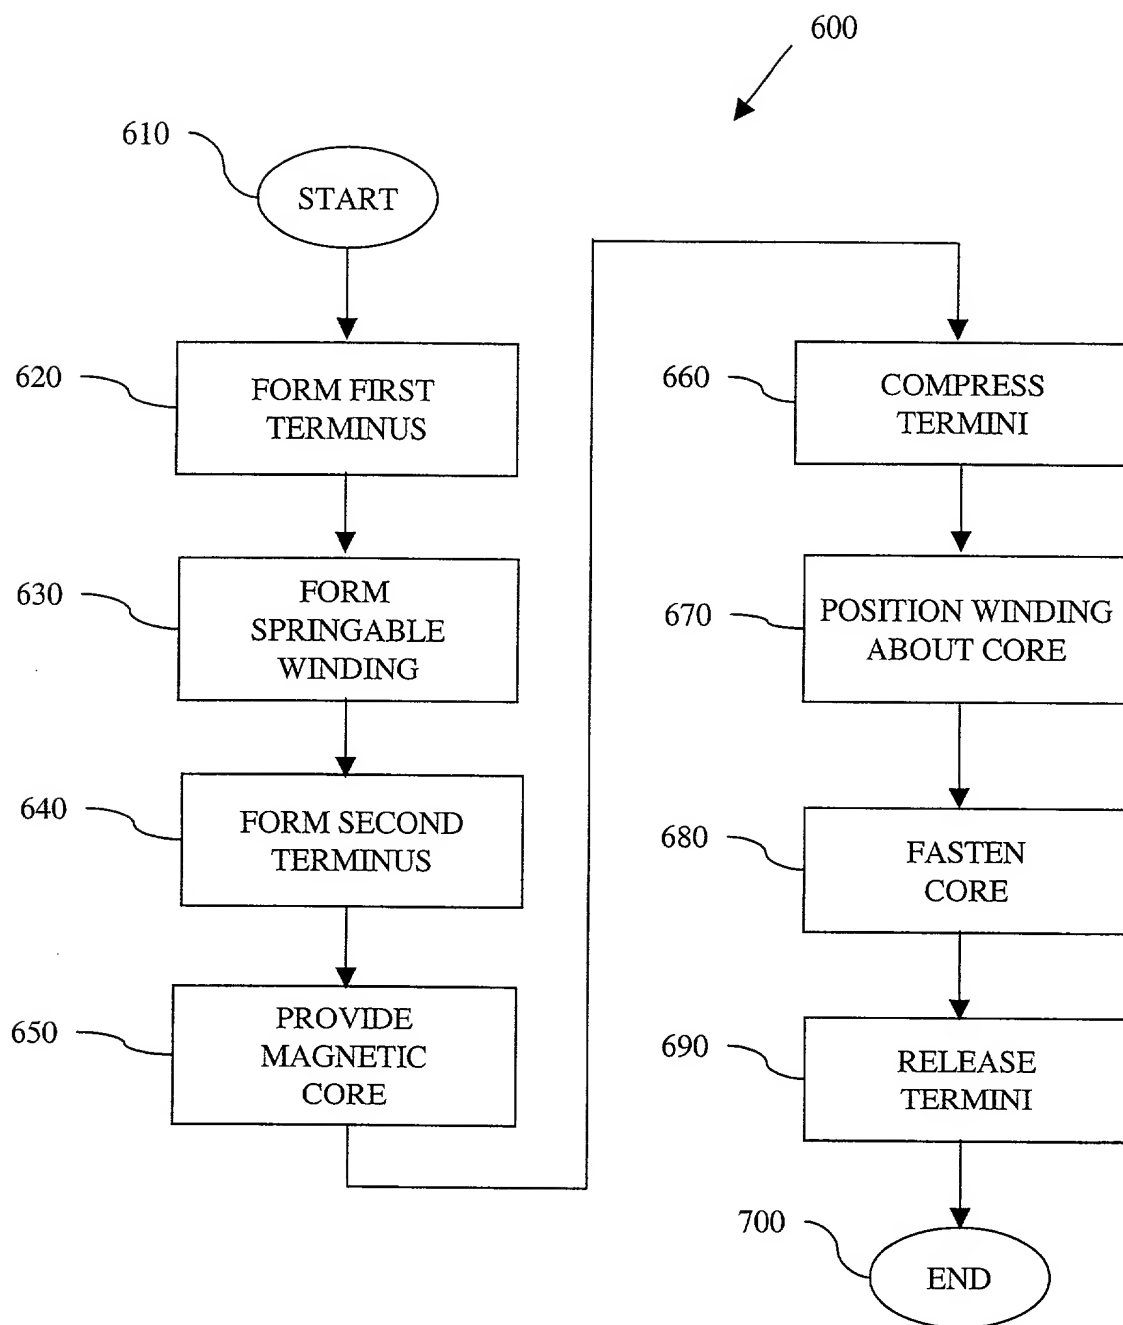 600
610
START
620
FORM FIRST
TERMINUS
630
FORM
SPRINGABLE
WINDING
640
FORM SECOND
TERMINUS
650
PROVIDE
MAGNETIC
CORE
660
COMPRESS
TERMINI
670
POSITION WINDING
ABOUT CORE
680
FASTEN
CORE
690
RELEASE
TERMINI
700
END